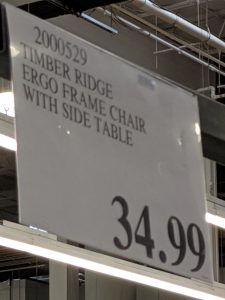 2000529
TIMBER RIDGE
ERGO FRAME CHAIR
WITH SIDE TABLE
34.99